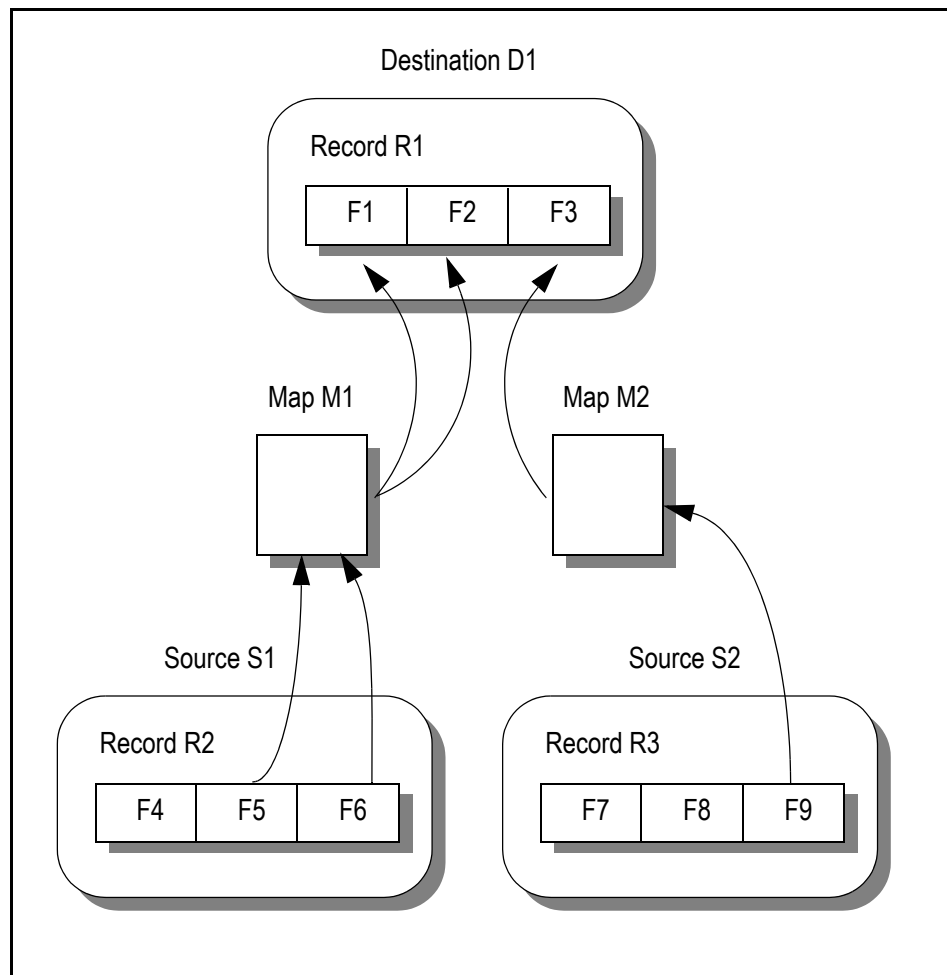 Destination D1
Record R1
F1 F2 F3
Map M1 Map M2
Source S1 Source S2
Record R2 Record R3
F4 F5 F6 F7 F8 F9